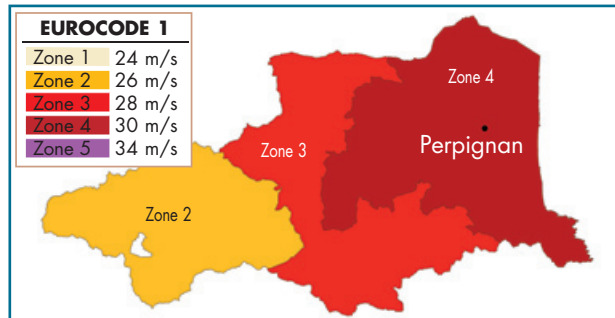 EUROCODE 1
Zone 1 24 m/s
Zone 2 26 m/s
Zone 3 28 m/s
Zone 4 30 m/s
Zone 5 34 m/s
Zone 4
Perpignan
Zone 3
Zone 2